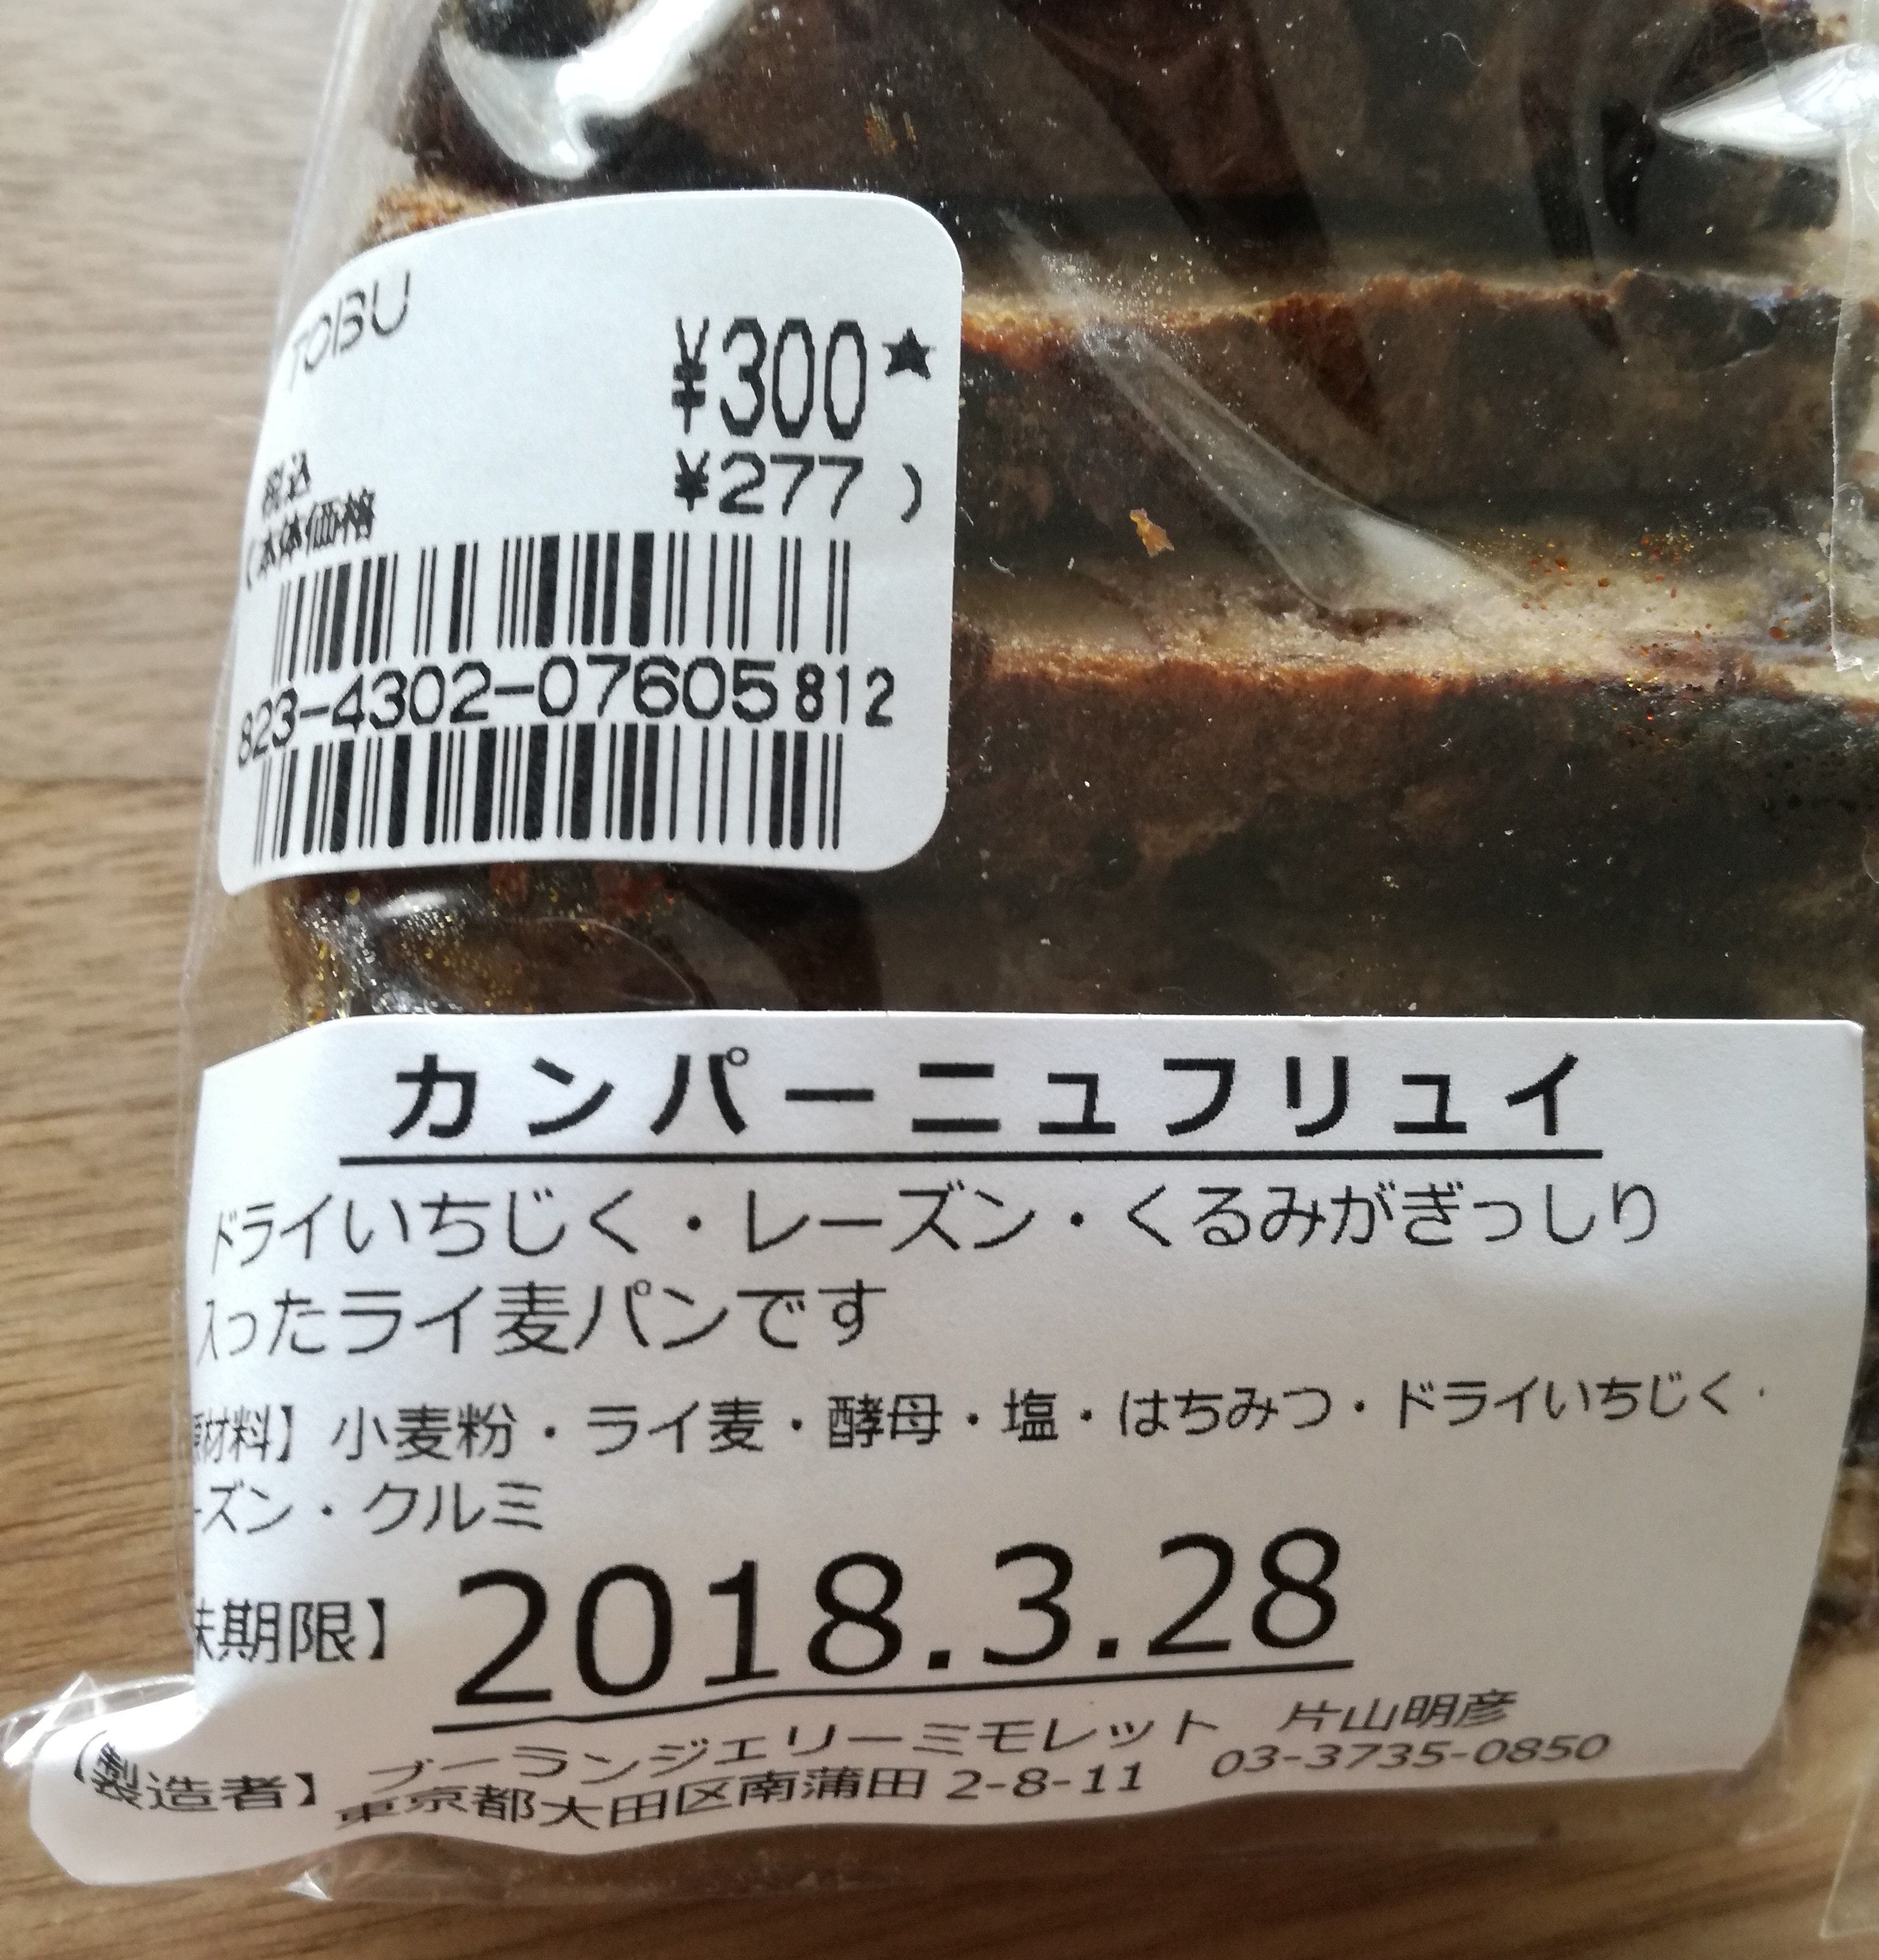 TOBU
税込 ¥300★
(本体価格 ¥277 )
823-4302-07605 812
カンパーニュフリュイ
ドライいちじく・レーズン・くるみがぎっしり
入ったライ麦パンです
原材料】小麦粉・ライ麦・酵母・塩・はちみつ・ドライいちじく・
ーズン・クルミ
味期限】 2018.3.28
【製造者】 ブーランジェリーミモレット 片山明彦
東京都大田区南蒲田 2-8-11 03-3735-0850